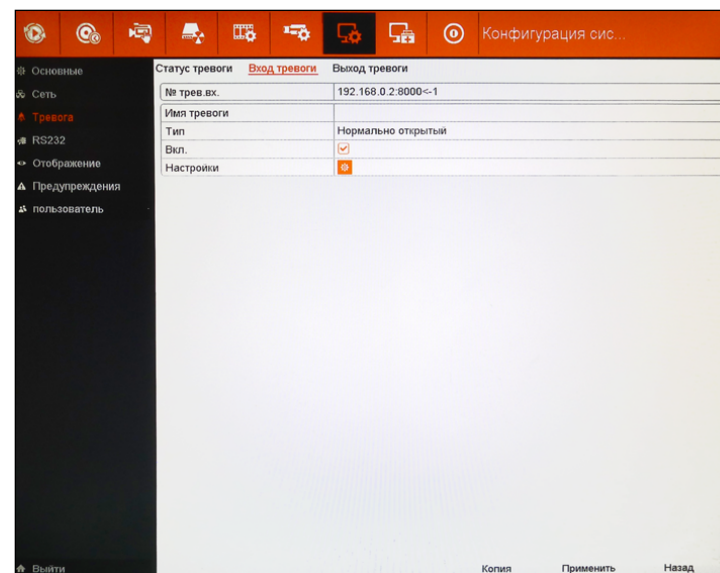 Конфигурация сис...
Основные
Сеть
Тревога
RS232
Отображение
Предупреждения
пользователь
Выйти
Статус тревоги Вход тревоги Выход тревоги
№ трев.вх. 192.168.0.2:8000<-1
Имя тревоги
Тип Нормально открытый
Вкл.
Настройки
Копия Применить Назад